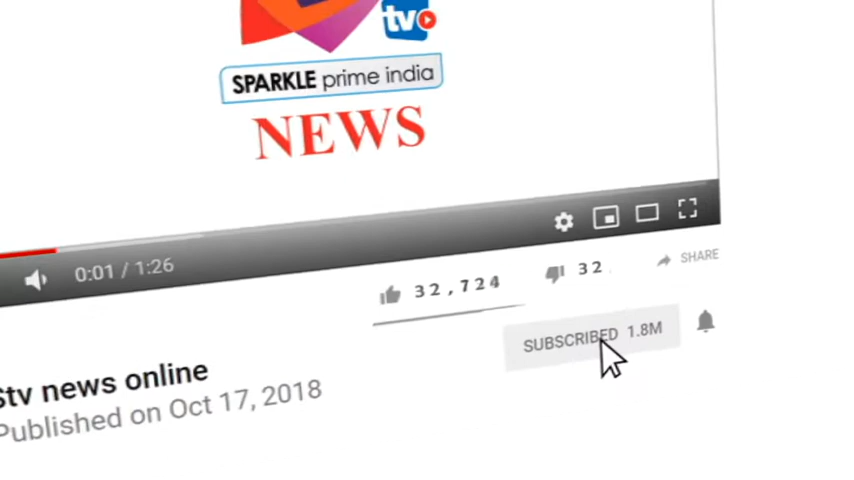 tv
SPARKLE prime india
NEWS
0:01 / 1:26
32,724
32
SHARE
SUBSCRIBED 1.8M
Stv news online
Published on Oct 17, 2018